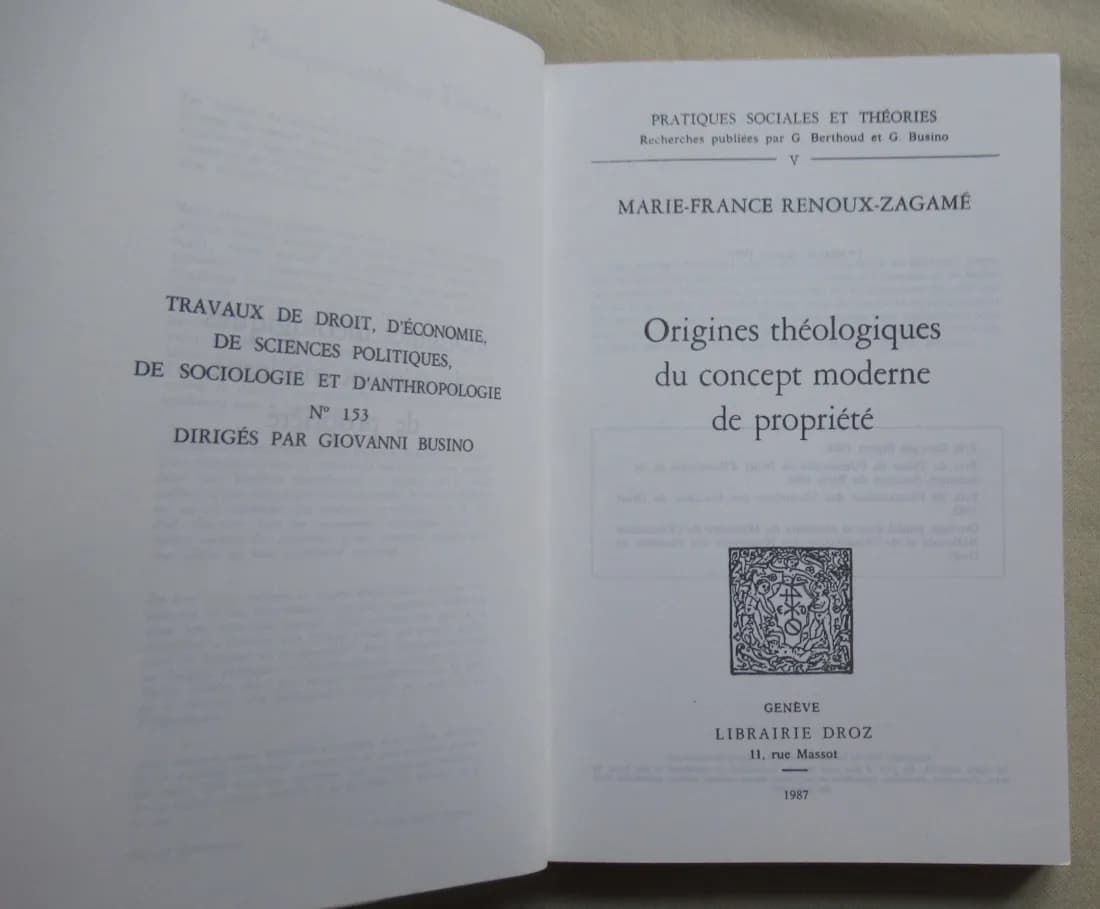 TRAVAUX DE DROIT, D'ÉCONOMIE,
DE SCIENCES POLITIQUES,
DE SOCIOLOGIE ET D'ANTHROPOLOGIE
N° 153
DIRIGÉS PAR GIOVANNI BUSINO
PRATIQUES SOCIALES ET THÉORIES
Recherches publiées par G Berthoud et G. Busino
V
MARIE-FRANCE RENOUX-ZAGAMÉ
Origines théologiques
du concept moderne
de propriété
GENÈVE
LIBRAIRIE DROZ
11, rue Massot
1987